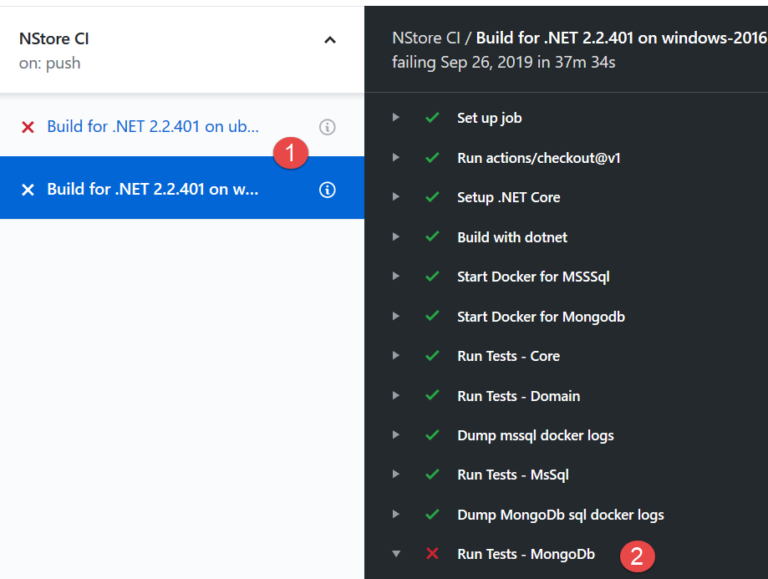 NStore CI
on: push
Build for .NET 2.2.401 on ub...
1
Build for .NET 2.2.401 on w...
NStore CI / Build for .NET 2.2.401 on windows-2016
failing Sep 26, 2019 in 37m 34s
Set up job
Run actions/checkout@v1
Setup .NET Core
Build with dotnet
Start Docker for MSSSql
Start Docker for Mongodb
Run Tests - Core
Run Tests - Domain
Dump mssql docker logs
Run Tests - MsSql
Dump MongoDb sql docker logs
Run Tests - MongoDb 2